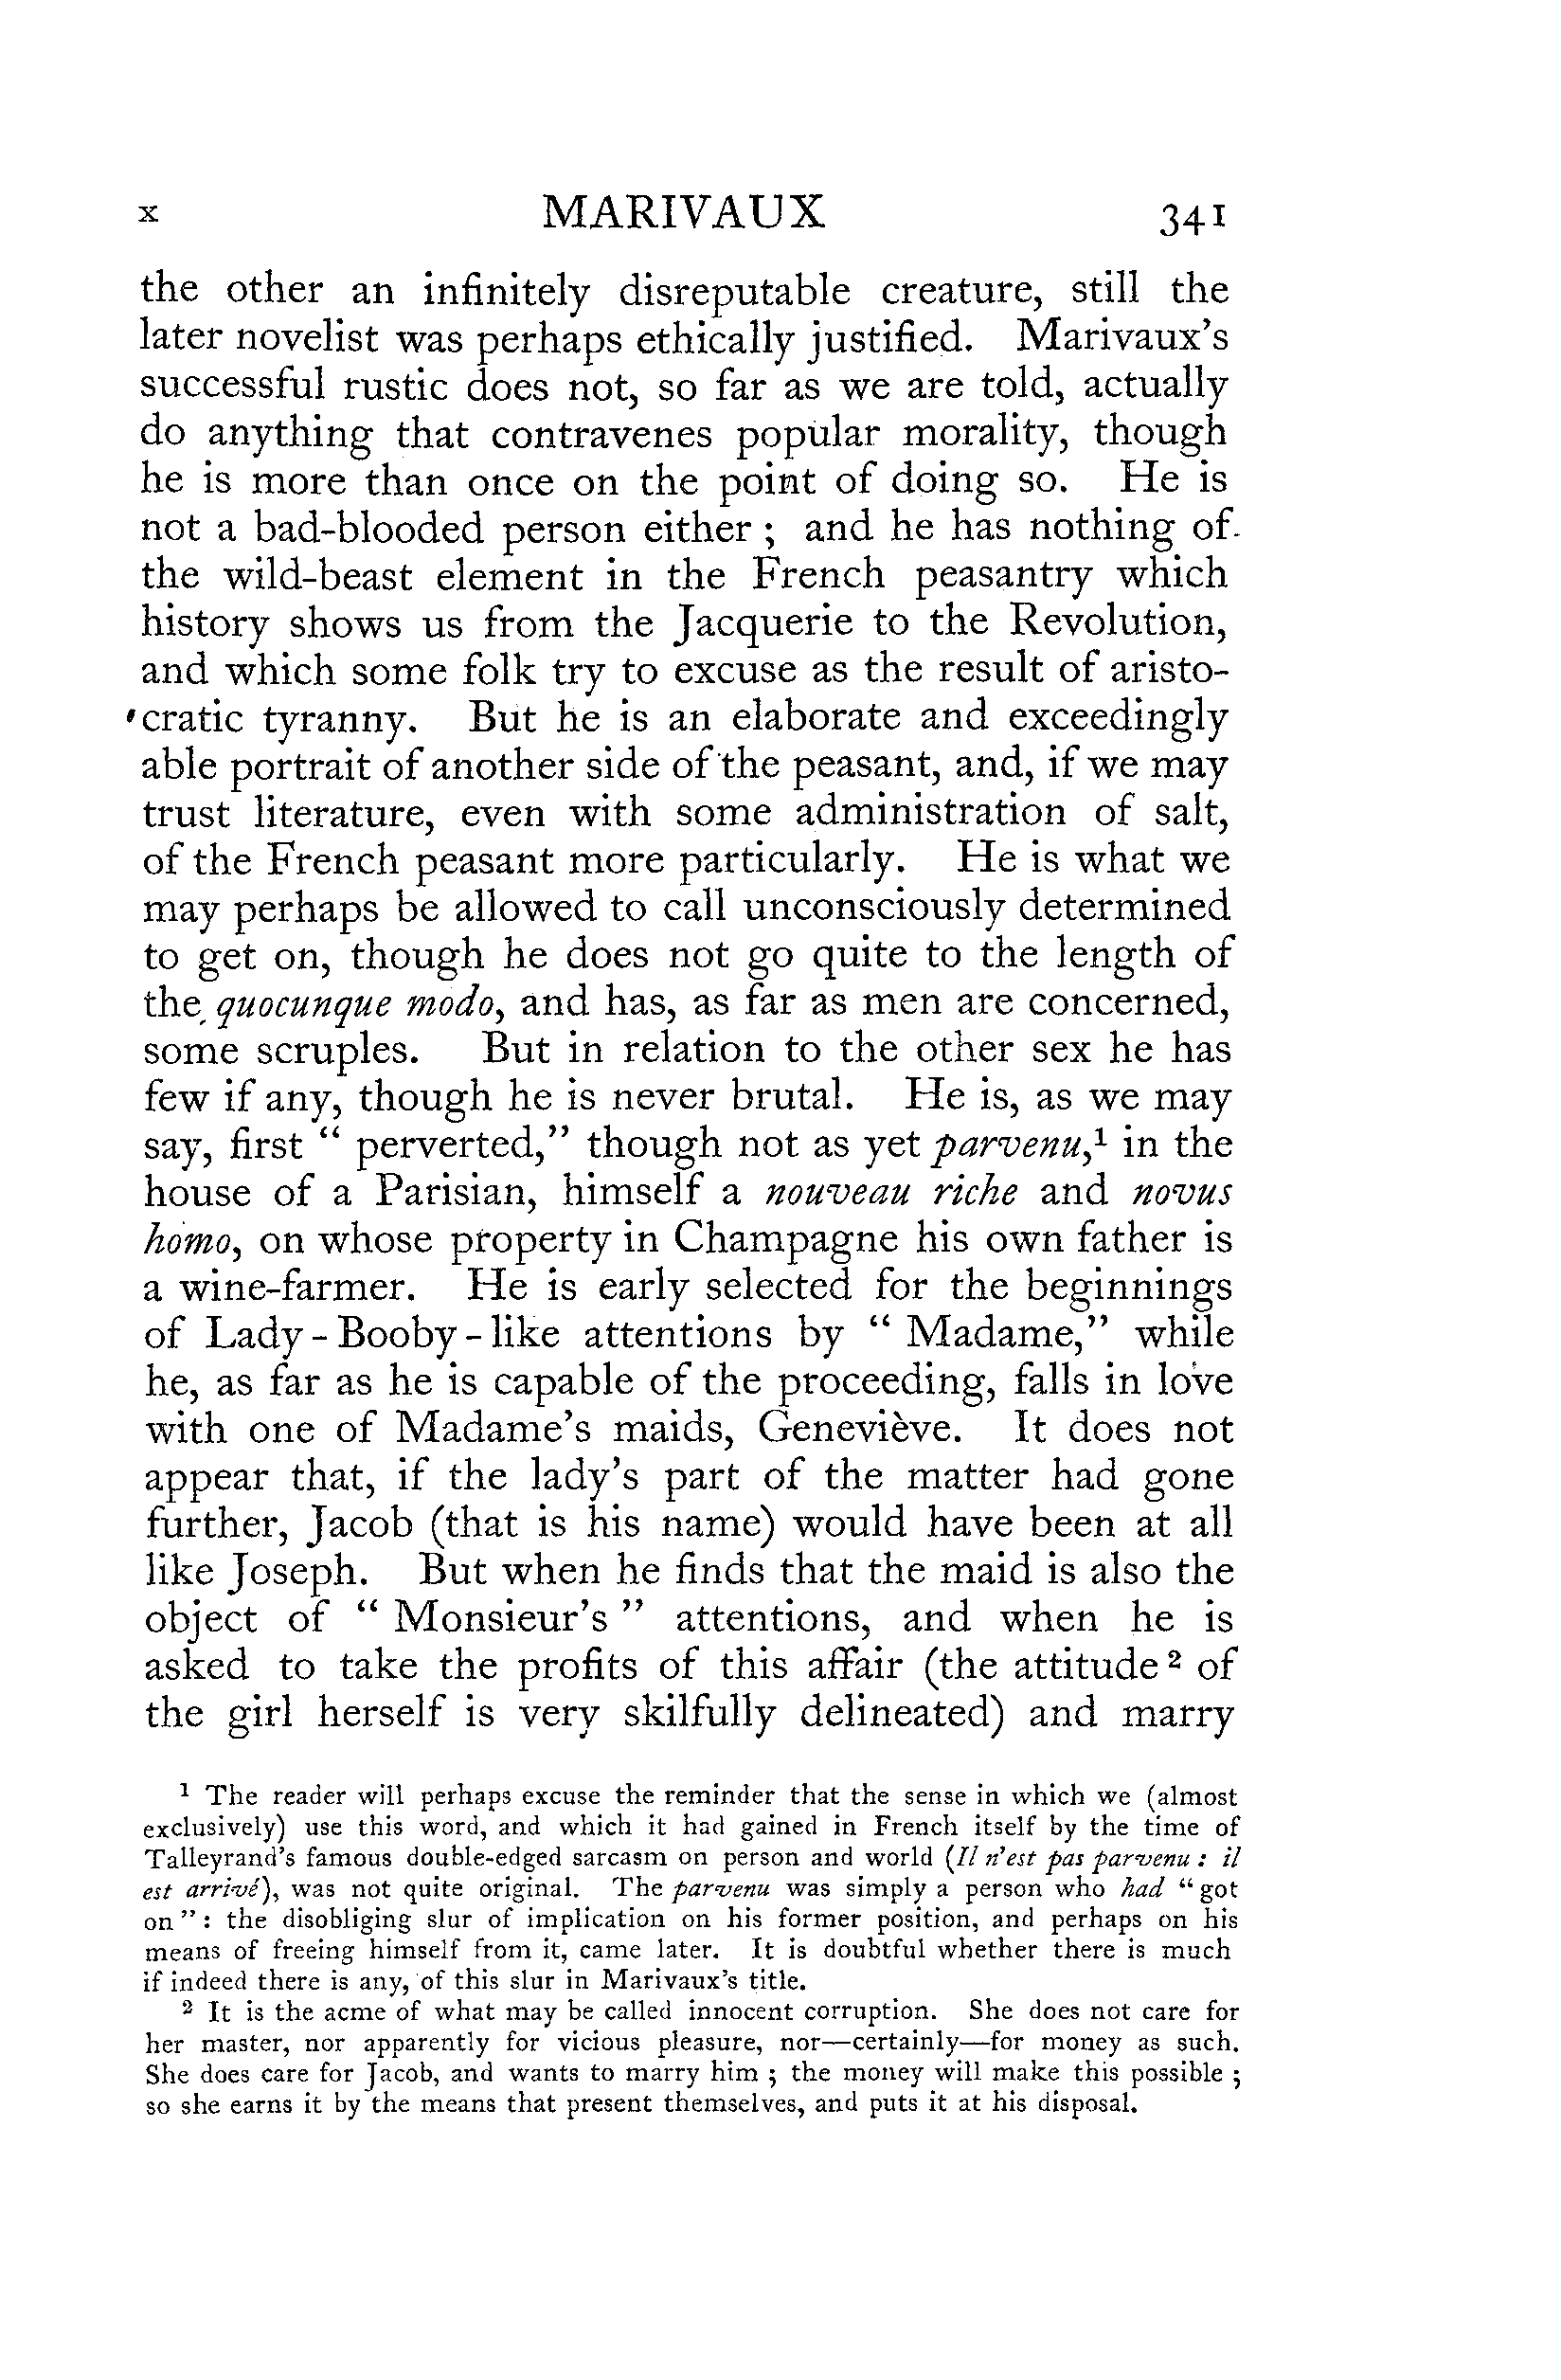 x MARIVAUX 341
the other an infinitely disreputable creature, still the
later novelist was perhaps ethically justified. Marivaux's
successful rustic does not, so far as we are told, actually
do anything that contravenes popular morality, though
he is more than once on the point of doing so. He is
not a bad-blooded person either ; and he has nothing of
the wild-beast element in the French peasantry which
history shows us from the Jacquerie to the Revolution,
and which some folk try to excuse as the result of aristo-
cratic tyranny. But he is an elaborate and exceedingly
able portrait of another side of the peasant, and, if we may
trust literature, even with some administration of salt,
of the French peasant more particularly. He is what we
may perhaps be allowed to call unconsciously determined
to get on, though he does not go quite to the length of
the quocunque modo, and has, as far as men are concerned,
some scruples. But in relation to the other sex he has
few if any, though he is never brutal. He is, as we may
say, first " perverted," though not as yet parvenu,¹ in the
house of a Parisian, himself a nouveau riche and novus
homo, on whose property in Champagne his own father is
a wine-farmer. He is early selected for the beginnings
of Lady-Booby-like attentions by " Madame," while
he, as far as he is capable of the proceeding, falls in love
with one of Madame's maids, Geneviève. It does not
appear that, if the lady's part of the matter had gone
further, Jacob (that is his name) would have been at all
like Joseph. But when he finds that the maid is also the
object of " Monsieur's " attentions, and when he is
asked to take the profits of this affair (the attitude ² of
the girl herself is very skilfully delineated) and marry
¹ The reader will perhaps excuse the reminder that the sense in which we (almost
exclusively) use this word, and which it had gained in French itself by the time of
Talleyrand's famous double-edged sarcasm on person and world (Il n'est pas parvenu : il
est arrivé), was not quite original. The parvenu was simply a person who had " got
on " : the disobliging slur of implication on his former position, and perhaps on his
means of freeing himself from it, came later. It is doubtful whether there is much
if indeed there is any, of this slur in Marivaux's title.
² It is the acme of what may be called innocent corruption. She does not care for
her master, nor apparently for vicious pleasure, nor—certainly—for money as such.
She does care for Jacob, and wants to marry him ; the money will make this possible ;
so she earns it by the means that present themselves, and puts it at his disposal.